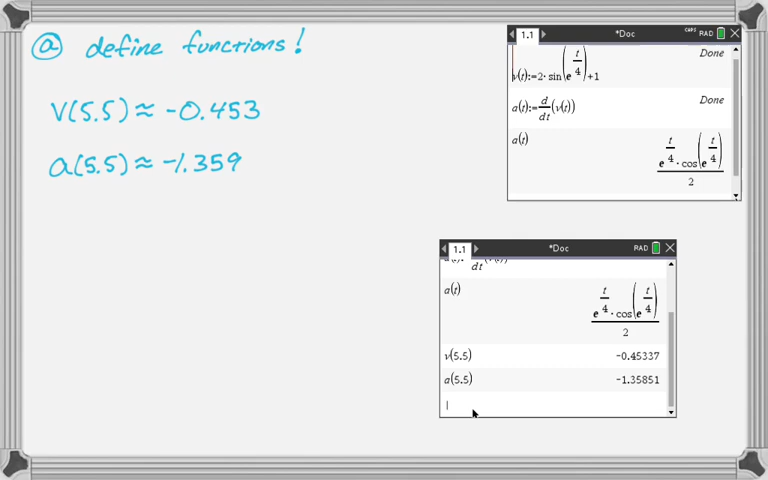 ⓐ define functions!
V(5.5) ≈ -0.453
a(5.5) ≈ -1.359
1.1 *Doc CAPS RAD
Done
v(t):=2·sin(e^(t/4))+1
a(t):=d/dt(v(t)) Done
a(t) e^(t/4)·cos(e^(t/4))/2
1.1 *Doc RAD
a(t) e^(t/4)·cos(e^(t/4))/2
v(5.5) -0.45337
a(5.5) -1.35851